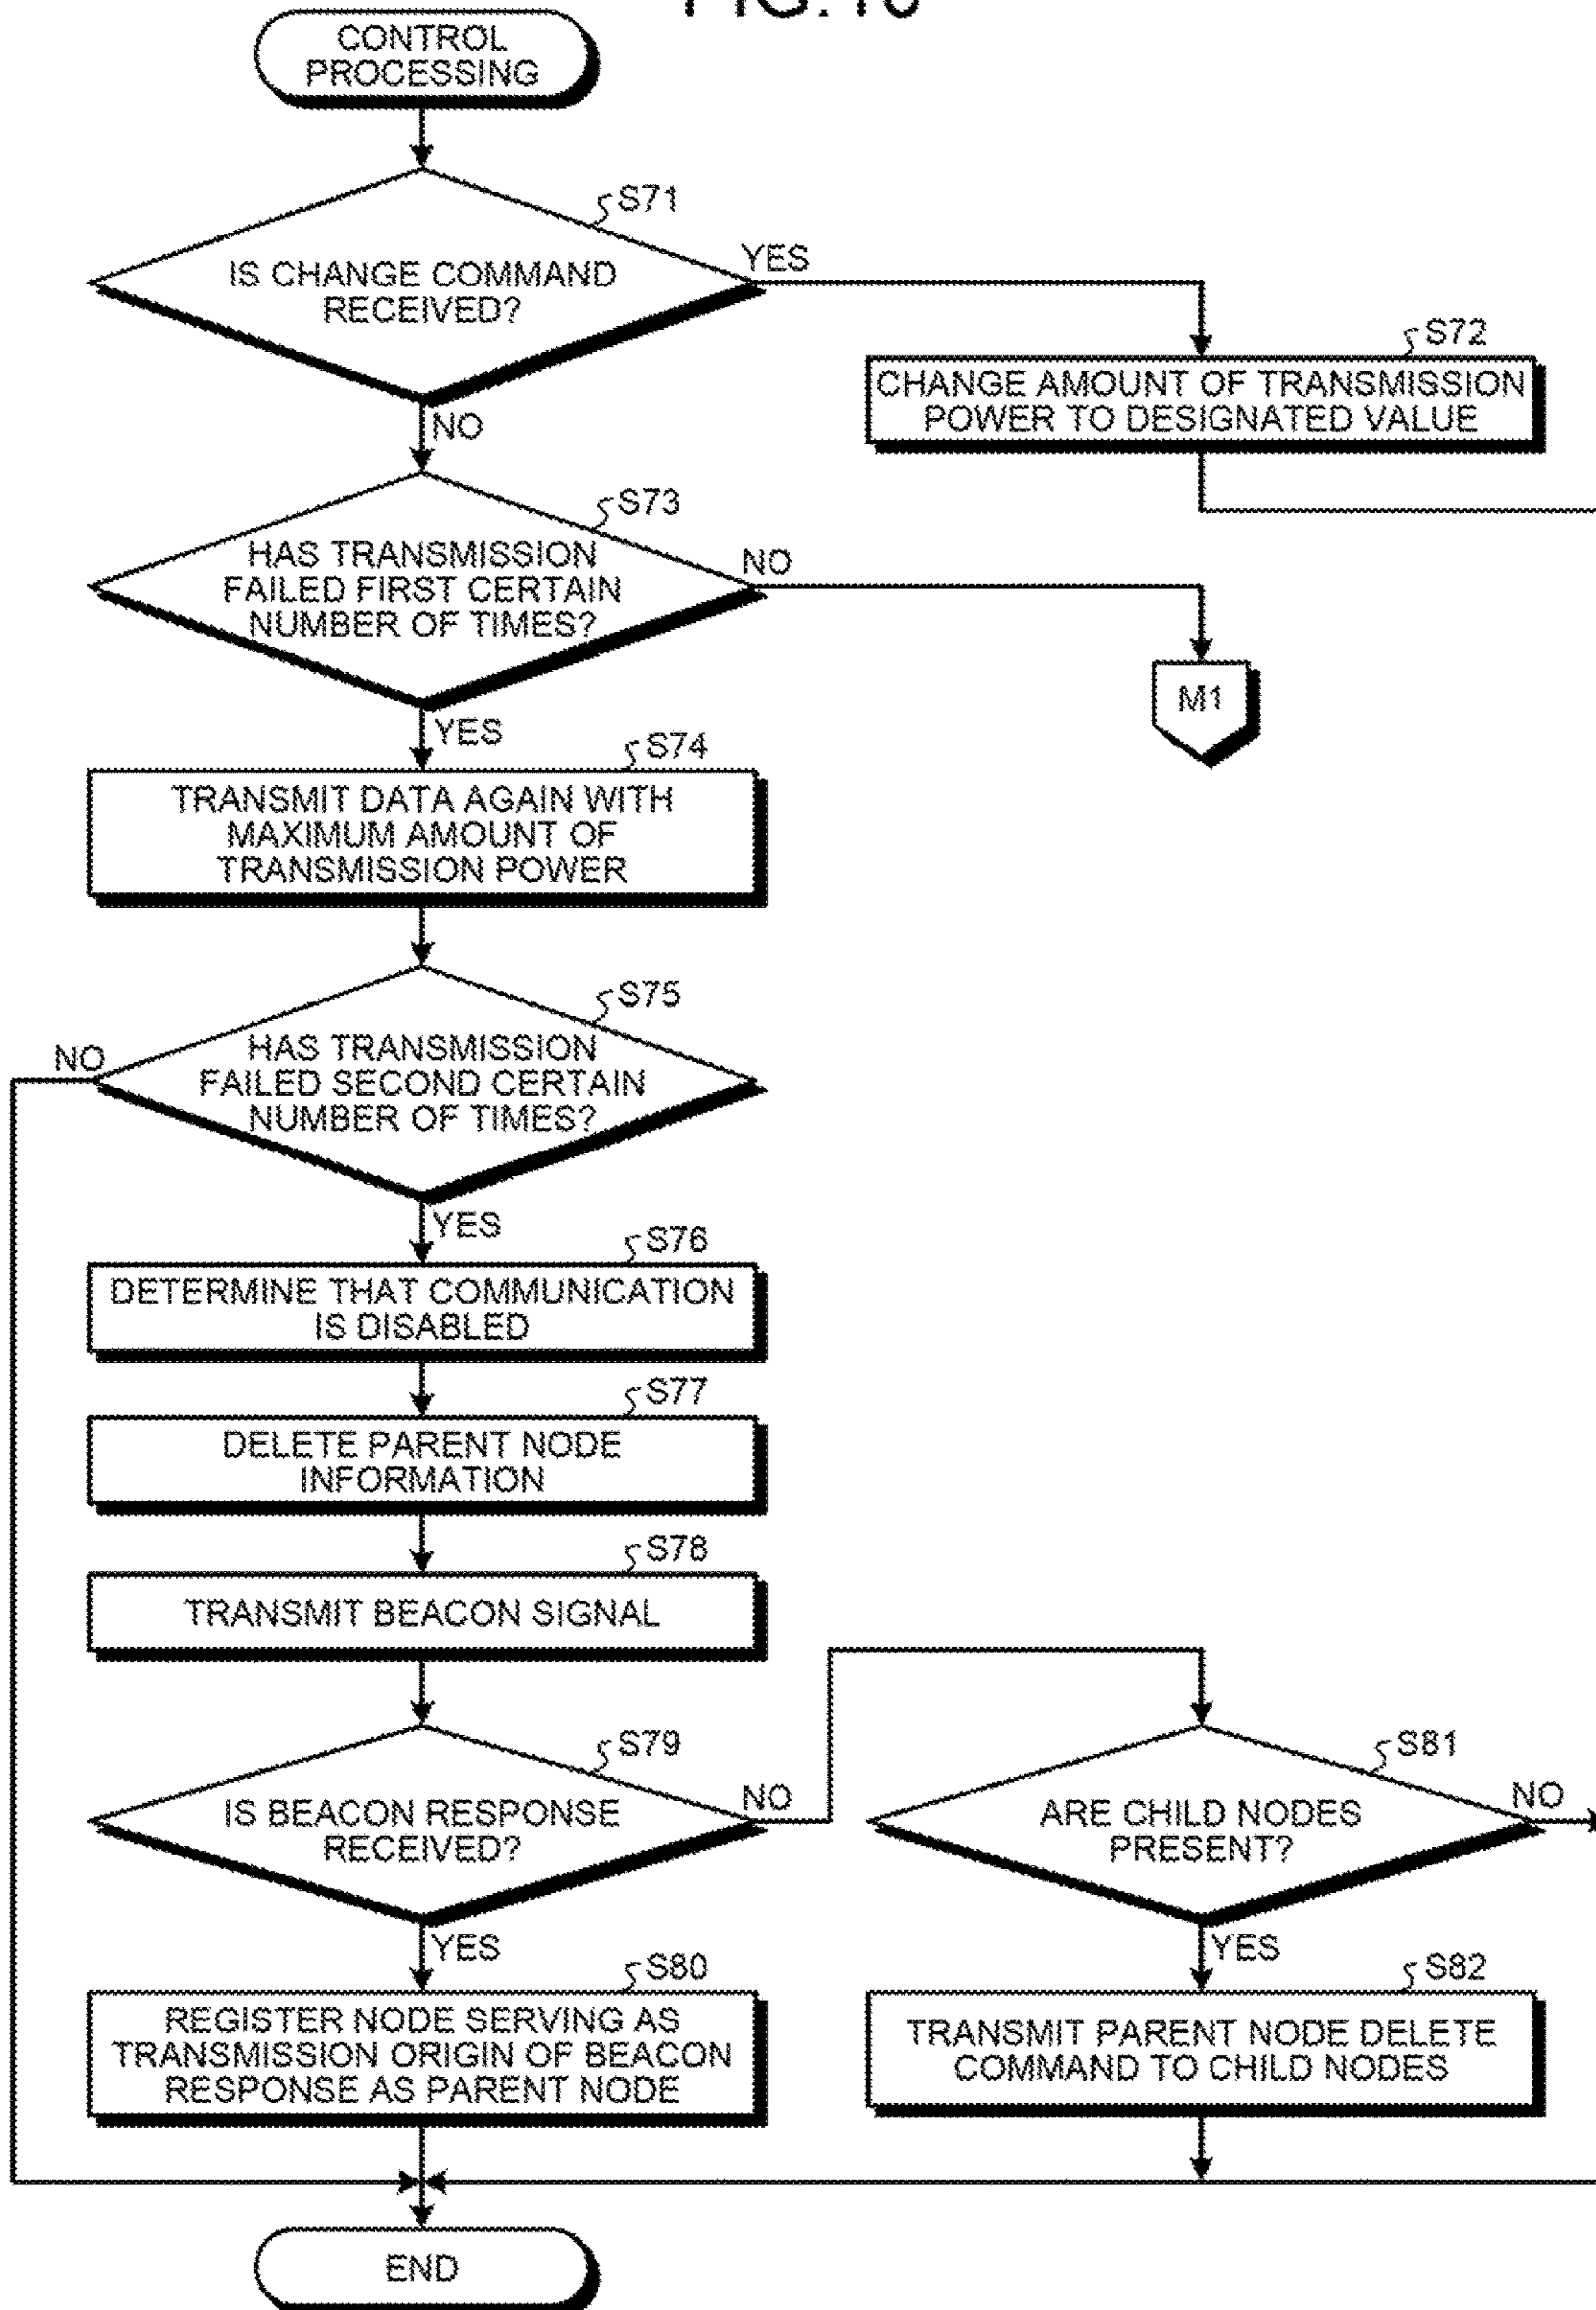 CONTROL
PROCESSING
S71
IS CHANGE COMMAND
RECEIVED?
YES
NO
S72
CHANGE AMOUNT OF TRANSMISSION
POWER TO DESIGNATED VALUE
S73
HAS TRANSMISSION
FAILED FIRST CERTAIN
NUMBER OF TIMES?
NO
YES
M1
S74
TRANSMIT DATA AGAIN WITH
MAXIMUM AMOUNT OF
TRANSMISSION POWER
S75
HAS TRANSMISSION
FAILED SECOND CERTAIN
NUMBER OF TIMES?
NO
YES
S76
DETERMINE THAT COMMUNICATION
IS DISABLED
S77
DELETE PARENT NODE
INFORMATION
S78
TRANSMIT BEACON SIGNAL
S79
IS BEACON RESPONSE
RECEIVED?
NO
YES
S81
ARE CHILD NODES
PRESENT?
NO
YES
S80
REGISTER NODE SERVING AS
TRANSMISSION ORIGIN OF BEACON
RESPONSE AS PARENT NODE
S82
TRANSMIT PARENT NODE DELETE
COMMAND TO CHILD NODES
END